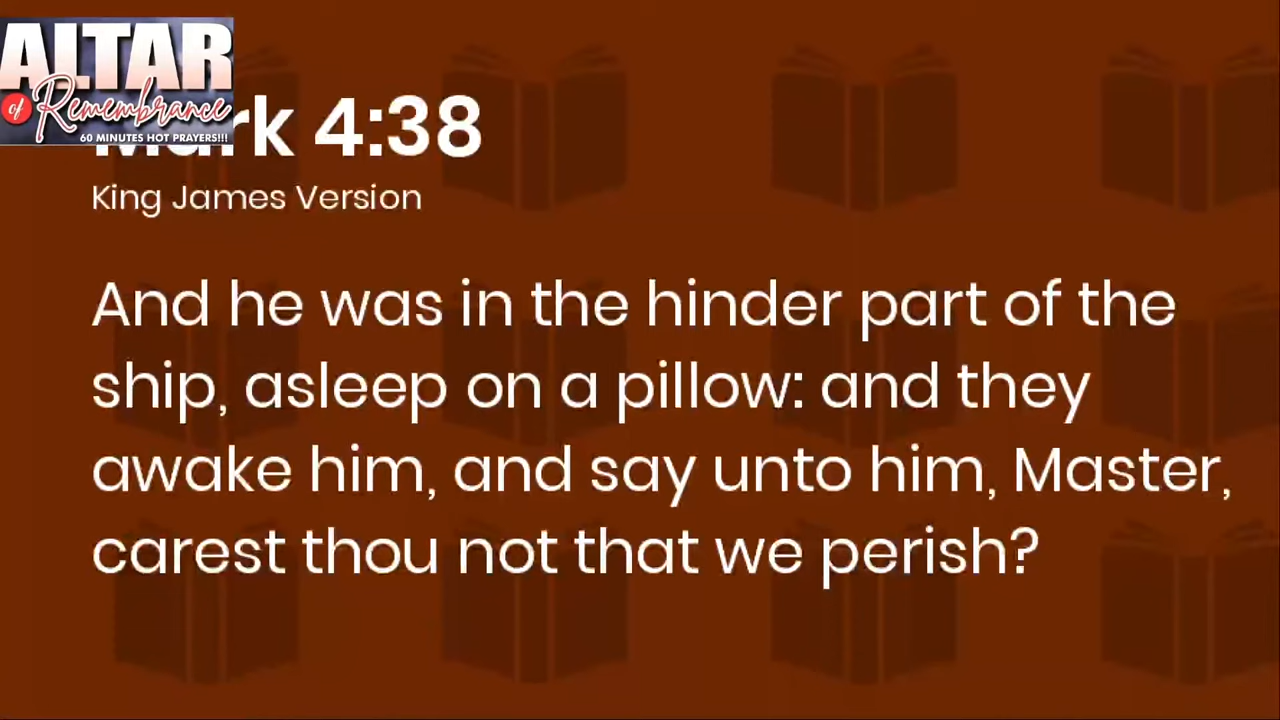 ALTAR
of Remembrance
60 MINUTES HOT PRAYERS!!!
Mark 4:38
King James Version
And he was in the hinder part of the
ship, asleep on a pillow: and they
awake him, and say unto him, Master,
carest thou not that we perish?